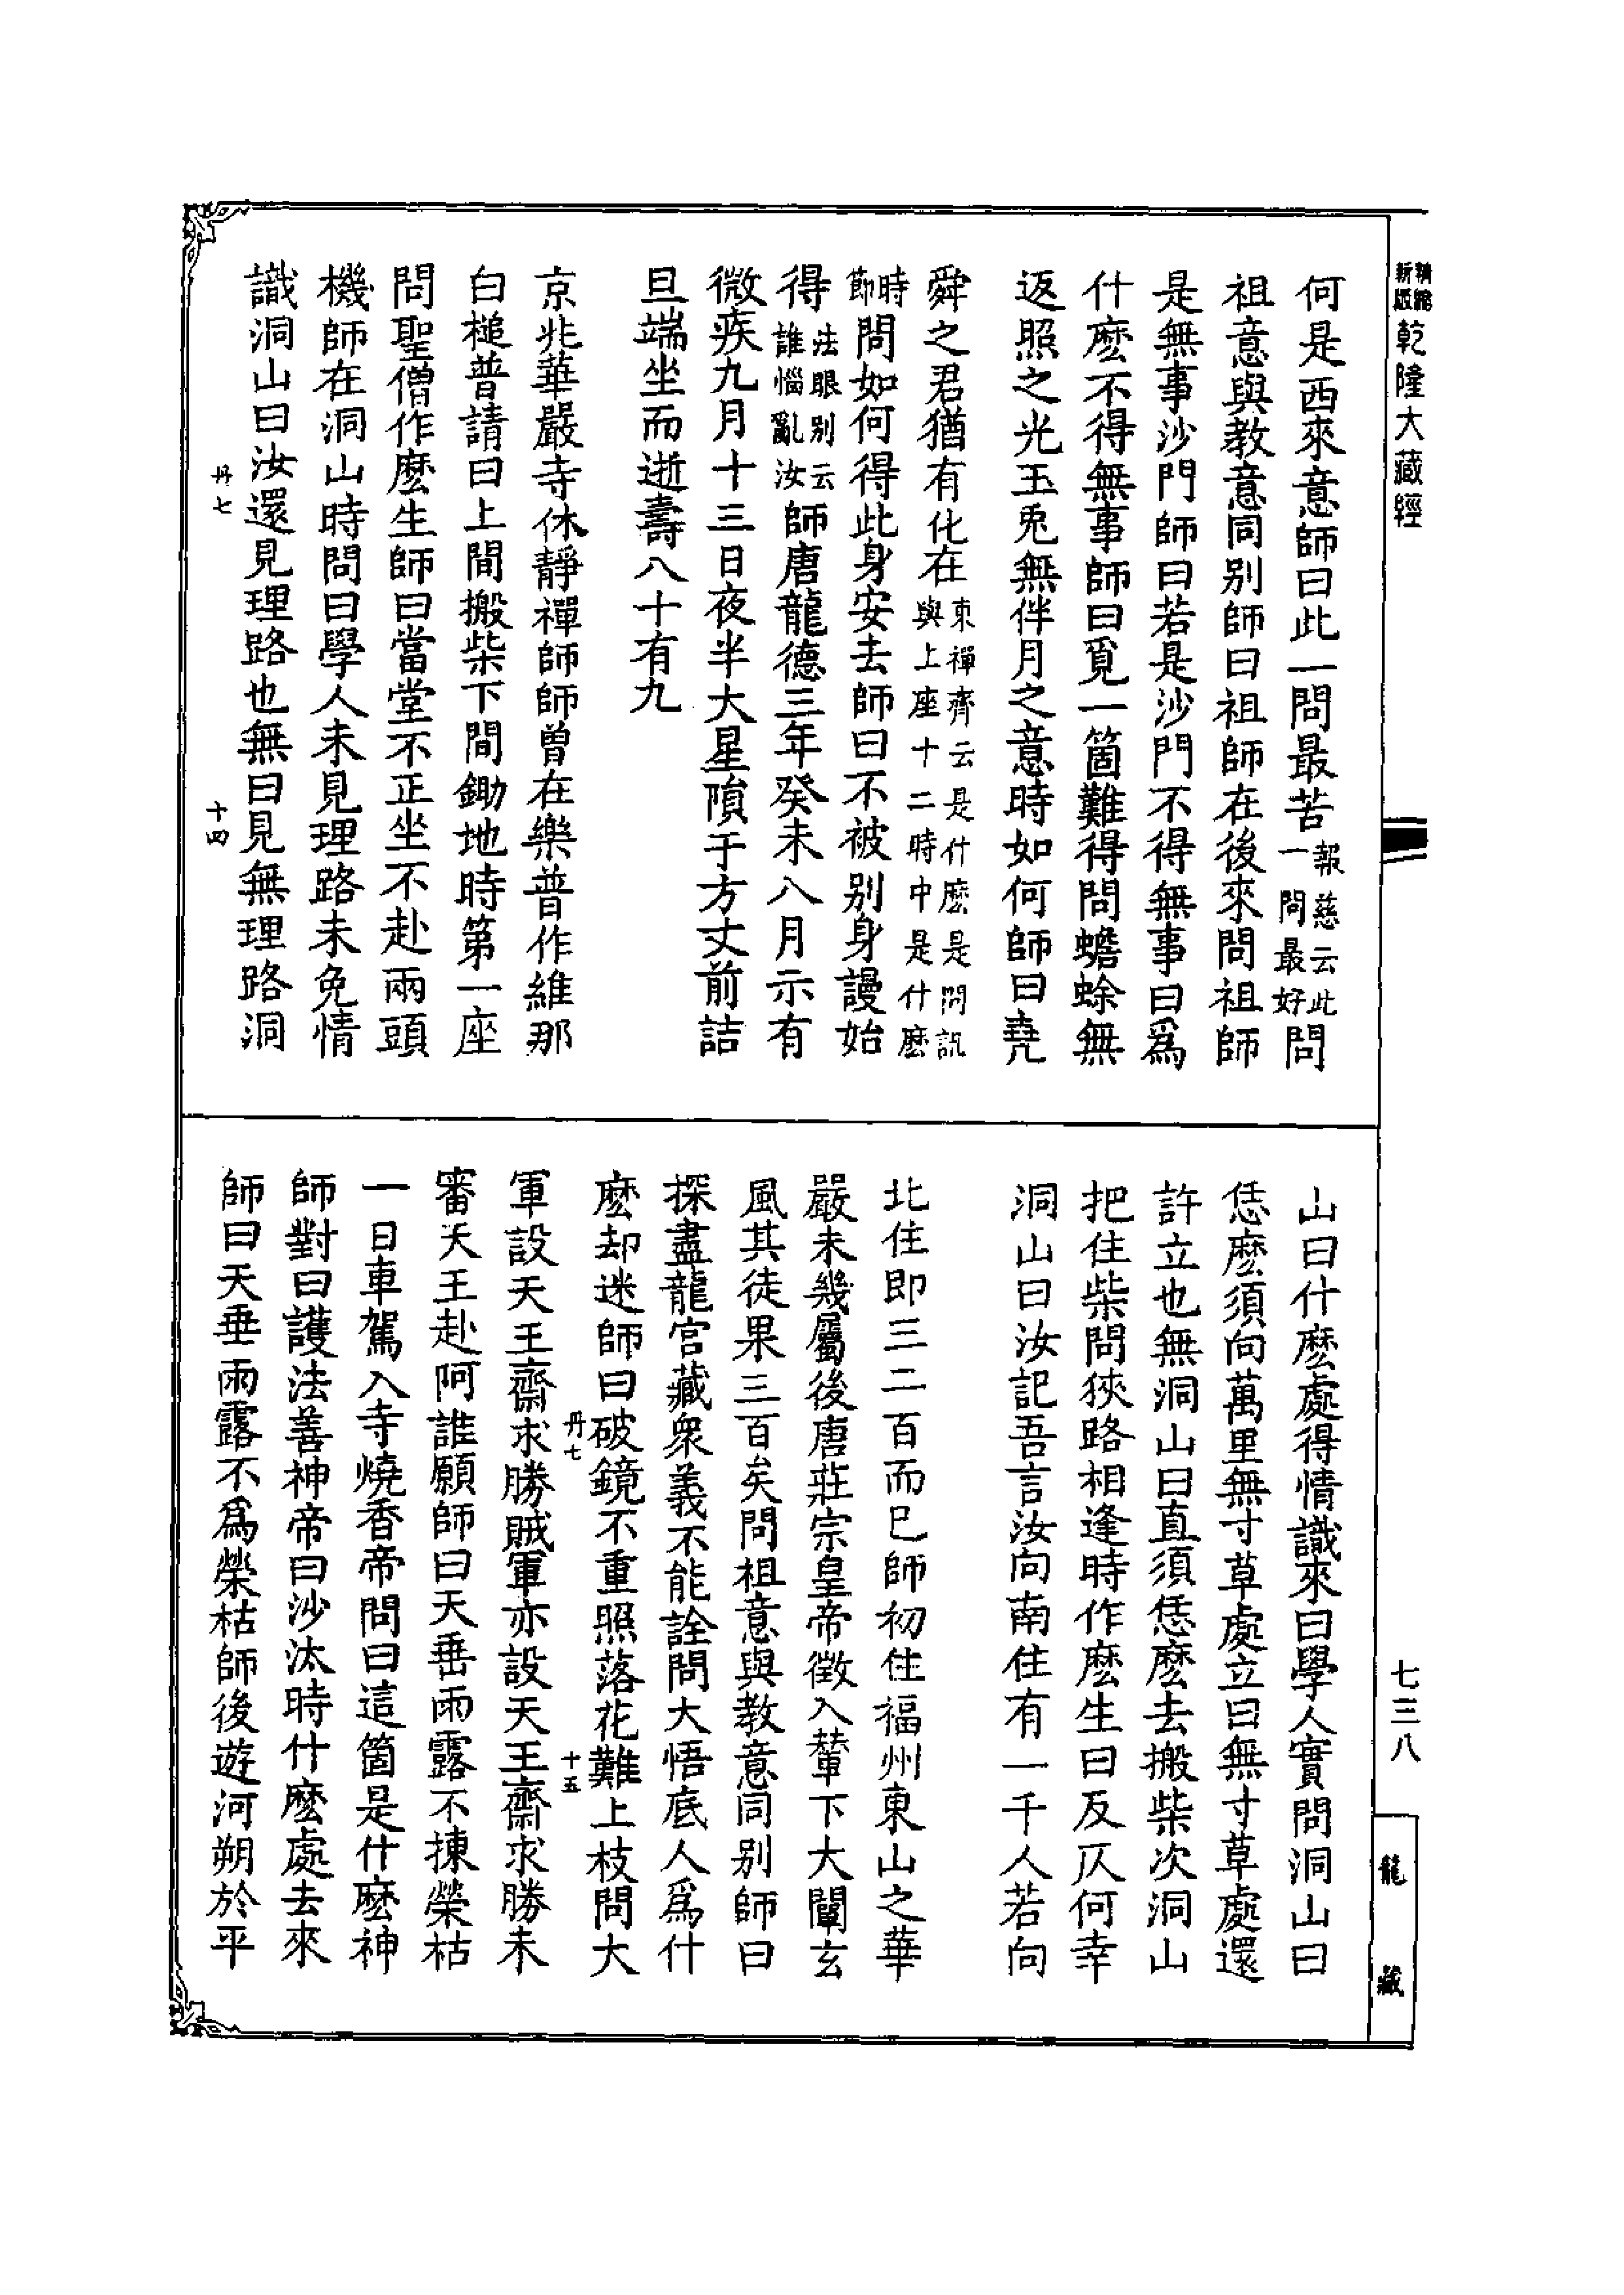 精縮
新版
乾隆大藏經
七三八
龍藏
何是西來意師曰此一問最苦報慈云此一問最好問
祖意與教意同别師曰祖師在後來問祖師
是無事沙門師曰若是沙門不得無事曰爲
什麽不得無事師曰覓一箇難得問蟾蜍無
返照之光玉兎無伴月之意時如何師曰堯
舜之君猶有化在東禪齊云是什麽是問訊與上座十二時中是什麽
時節問如何得此身安去師曰不被别身謾始
得法眼别云誰惱亂汝師唐龍德三年癸未八月示有
微疾九月十三日夜半大星隕于方丈前詰
旦端坐而逝壽八十有九
京兆華嚴寺休靜禪師師曾在樂普作維那
白槌普請曰上間搬柴下間鋤地時第一座
問聖僧作麽生師曰當堂不正坐不赴兩頭
機師在洞山時問曰學人未見理路未免情
識洞山曰汝還見理路也無曰見無理路洞
丹七
十四
山曰什麽處得情識來曰學人實問洞山曰
恁麽須向萬里無寸草處立曰無寸草處還
許立也無洞山曰直須恁麽去搬柴次洞山
把住柴問狹路相逢時作麽生曰反仄何幸
洞山曰汝記吾言汝向南住有一千人若向
北住即三二百而已師初住福州東山之華
嚴未幾屬後唐莊宗皇帝徵入輦下大闡玄
風其徒果三百矣問祖意與教意同别師曰
探盡龍宮藏衆義不能詮問大悟底人爲什
麽却迷師曰破鏡不重照落花難上枝問大
丹七
十五
軍設天王齋求勝賊軍亦設天王齋求勝未
審天王赴阿誰願師曰天垂雨露不揀榮枯
一日車駕入寺燒香帝問曰這箇是什麽神
師對曰護法善神帝曰沙汰時什麽處去來
師曰天垂雨露不爲榮枯師後遊河朔於平